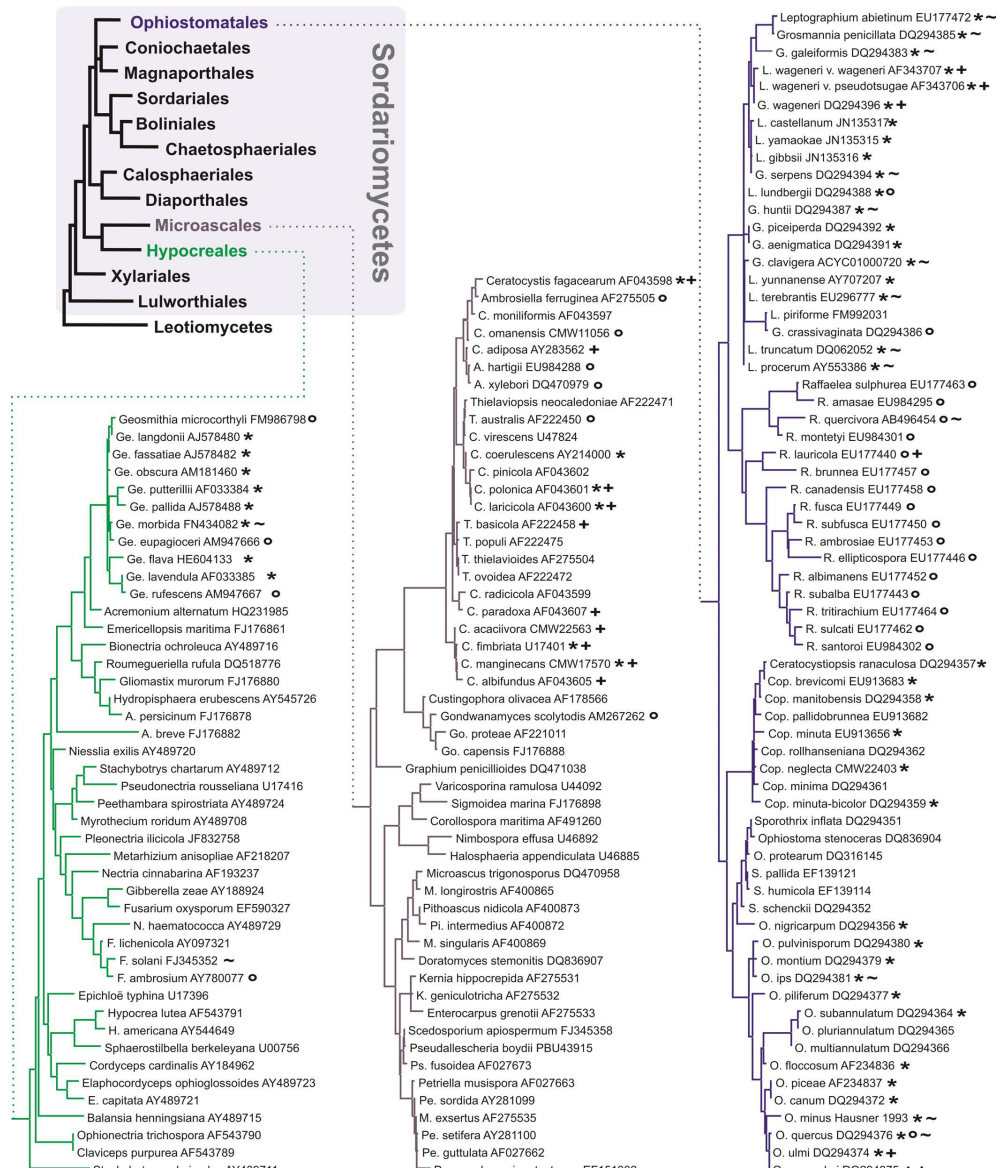 Ophiostomatales
Coniochaetales
Magnaporthales
Sordariales
Boliniales
Chaetosphaeriales
Calosphaeriales
Diaporthales
Microascales
Hypocreales
Xylariales
Lulworthiales
Leotiomycetes
Sordariomycetes
Geosmithia microcorthyli FM986798 o
Ge. langdonii AJ578480 *
Ge. fassatiae AJ578482 *
Ge. obscura AM181460 *
Ge. putterillii AF033384 *
Ge. pallida AJ578488 *
Ge. morbida FN434082 * ~
Ge. eupagioceri AM947666 o
Ge. flava HE604133 *
Ge. lavendula AF033385 *
Ge. rufescens AM947667 o
Acremonium alternatum HQ231985
Emericellopsis maritima FJ176861
Bionectria ochroleuca AY489716
Roumegueriella rufula DQ518776
Gliomastix murorum FJ176880
Hydropisphaera erubescens AY545726
A. persicinum FJ176878
A. breve FJ176882
Niesslia exilis AY489720
Stachybotrys chartarum AY489712
Pseudonectria rousseliana U17416
Peethambara spirostriata AY489724
Myrothecium roridum AY489708
Pleonectria ilicicola JF832758
Metarhizium anisopliae AF218207
Nectria cinnabarina AF193237
Gibberella zeae AY188924
Fusarium oxysporum EF590327
N. haematococca AY489729
F. lichenicola AY097321
F. solani FJ345352 ~
F. ambrosium AY780077 o
Epichloë typhina U17396
Hypocrea lutea AF543791
H. americana AY544649
Sphaerostilbella berkeleyana U00756
Cordyceps cardinalis AY184962
Elaphocordyceps ophioglossoides AY489723
E. capitata AY489721
Balansia henningsiana AY489715
Ophionectria trichospora AF543790
Claviceps purpurea AF543789
Ceratocystis fagacearum AF043598 * +
Ambrosiella ferruginea AF275505 o
C. moniliformis AF043597
C. omanensis CMW11056 o
C. adiposa AY283562 +
A. hartigii EU984288 o
A. xylebori DQ470979 o
Thielaviopsis neocaledoniae AF222471
T. australis AF222450 o
C. virescens U47824
C. coerulescens AY214000 *
C. pinicola AF043602
C. polonica AF043601 * +
C. laricicola AF043600 * +
T. basicola AF222458 +
T. populi AF222475
T. thielavioides AF275504
T. ovoidea AF222472
C. radicicola AF043599
C. paradoxa AF043607 +
C. acaciivora CMW22563 +
C. fimbriata U17401 * +
C. manginecans CMW17570 * +
C. albifundus AF043605 +
Custingophora olivacea AF178566
Gondwanamyces scolytodis AM267262 o
Go. proteae AF221011
Go. capensis FJ176888
Graphium penicillioides DQ471038
Varicosporina ramulosa U44092
Sigmoidea marina FJ176898
Corollospora maritima AF491260
Nimbospora effusa U46892
Halosphaeria appendiculata U46885
Microascus trigonosporus DQ470958
M. longirostris AF400865
Pithoascus nidicola AF400873
Pi. intermedius AF400872
M. singularis AF400869
Doratomyces stemonitis DQ836907
Kernia hippocrepida AF275531
K. geniculotricha AF275532
Enterocarpus grenotii AF275533
Scedosporium apiospermum FJ345358
Pseudallescheria boydii PBU43915
Ps. fusoidea AF027673
Petriella musispora AF027663
Pe. sordida AY281099
M. exsertus AF275535
Pe. setifera AY281100
Pe. guttulata AF027662
Leptographium abietinum EU177472 * ~
Grosmannia penicillata DQ294385 * ~
G. galeiformis DQ294383 * ~
L. wageneri v. wageneri AF343707 * +
L. wageneri v. pseudotsugae AF343706 * +
G. wageneri DQ294396 * +
L. castellanum JN135317 *
L. yamaokae JN135315 *
L. gibbsii JN135316 *
G. serpens DQ294394 * ~
L. lundbergii DQ294388 * o
G. huntii DQ294387 * ~
G. piceiperda DQ294392 *
G. aenigmatica DQ294391 *
G. clavigera ACYC01000720 * ~
L. yunnanense AY707207 *
L. terebrantis EU296777 * ~
L. piriforme FM992031
G. crassivaginata DQ294386 o
L. truncatum DQ062052 * ~
L. procerum AY553386 * ~
Raffaelea sulphurea EU177463 o
R. amasae EU984295 o
R. quercivora AB496454 o ~
R. montetyi EU984301 o
R. lauricola EU177440 o +
R. brunnea EU177457 o
R. canadensis EU177458 o
R. fusca EU177449 o
R. subfusca EU177450 o
R. ambrosiae EU177453 o
R. ellipticospora EU177446 o
R. albimanens EU177452 o
R. subalba EU177443 o
R. tritirachium EU177464 o
R. sulcati EU177462 o
R. santoroi EU984302 o
Ceratocystiopsis ranaculosa DQ294357 *
Cop. brevicomi EU913683 *
Cop. manitobensis DQ294358 *
Cop. pallidobrunnea EU913682
Cop. minuta EU913656 *
Cop. rollhanseniana DQ294362
Cop. neglecta CMW22403 *
Cop. minima DQ294361
Cop. minuta-bicolor DQ294359 *
Sporothrix inflata DQ294351
Ophiostoma stenoceras DQ836904
O. protearum DQ316145
S. pallida EF139121
S. humicola EF139114
S. schenckii DQ294352
O. nigricarpum DQ294356 *
O. pulvinisporum DQ294380 *
O. montium DQ294379 *
O. ips DQ294381 * ~
O. piliferum DQ294377 *
O. subannulatum DQ294364 *
O. pluriannulatum DQ294365
O. multiannulatum DQ294366
O. floccosum AF234836 *
O. piceae AF234837 *
O. canum DQ294372 *
O. minus Hausner 1993 * ~
O. quercus DQ294376 * o ~
O. ulmi DQ294374 * +